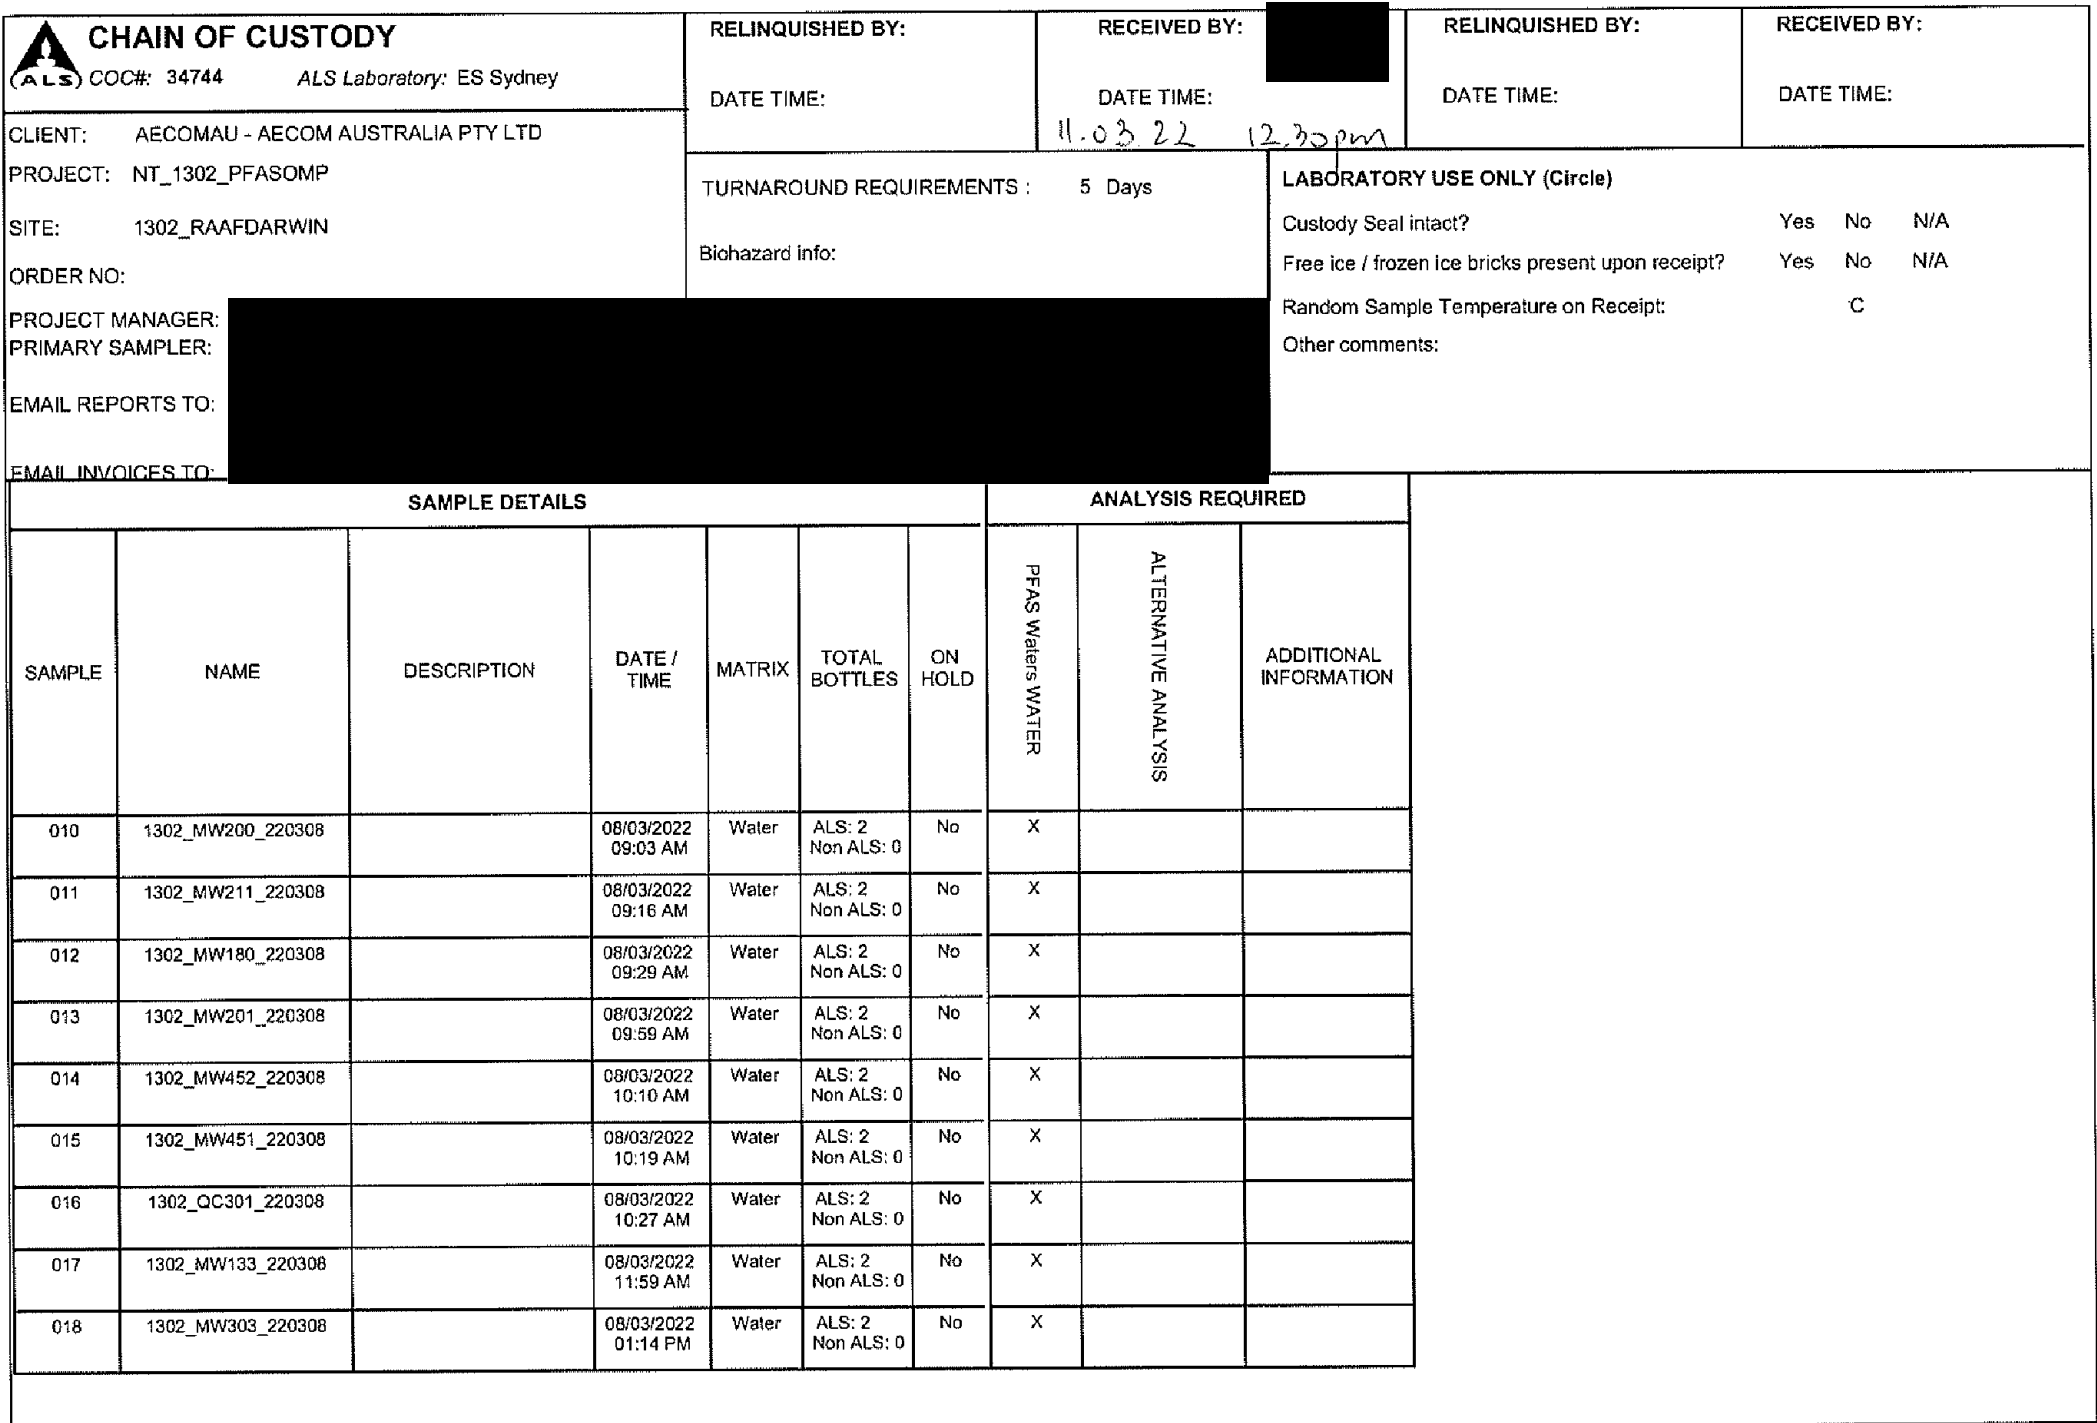 CHAIN OF CUSTODY
(ALS) COC#: 34744 ALS Laboratory: ES Sydney
CLIENT: AECOMAU - AECOM AUSTRALIA PTY LTD
PROJECT: NT_1302_PFASOMP
SITE: 1302_RAAFDARWIN
ORDER NO:
PROJECT MANAGER:
PRIMARY SAMPLER:
EMAIL REPORTS TO:
EMAIL INVOICES TO:
RELINQUISHED BY:
DATE TIME:
RECEIVED BY:
DATE TIME:
11.03.22 12.30pm
RELINQUISHED BY:
DATE TIME:
RECEIVED BY:
DATE TIME:
TURNAROUND REQUIREMENTS : 5 Days
Biohazard info:
LABORATORY USE ONLY (Circle)
Custody Seal intact? Yes No N/A
Free ice / frozen ice bricks present upon receipt? Yes No N/A
Random Sample Temperature on Receipt: C
Other comments:
SAMPLE DETAILS ANALYSIS REQUIRED
SAMPLE
NAME
DESCRIPTION
DATE /
TIME
MATRIX
TOTAL
BOTTLES
ON
HOLD
PFAS Waters WATER
ALTERNATIVE ANALYSIS
ADDITIONAL
INFORMATION
010 1302_MW200_220308 08/03/2022 Water ALS: 2 No X
09:03 AM Non ALS: 0
011 1302_MW211_220308 08/03/2022 Water ALS: 2 No X
09:16 AM Non ALS: 0
012 1302_MW180_220308 08/03/2022 Water ALS: 2 No X
09:29 AM Non ALS: 0
013 1302_MW201_220308 08/03/2022 Water ALS: 2 No X
09:59 AM Non ALS: 0
014 1302_MW452_220308 08/03/2022 Water ALS: 2 No X
10:10 AM Non ALS: 0
015 1302_MW451_220308 08/03/2022 Water ALS: 2 No X
10:19 AM Non ALS: 0
016 1302_QC301_220308 08/03/2022 Water ALS: 2 No X
10:27 AM Non ALS: 0
017 1302_MW133_220308 08/03/2022 Water ALS: 2 No X
11:59 AM Non ALS: 0
018 1302_MW303_220308 08/03/2022 Water ALS: 2 No X
01:14 PM Non ALS: 0